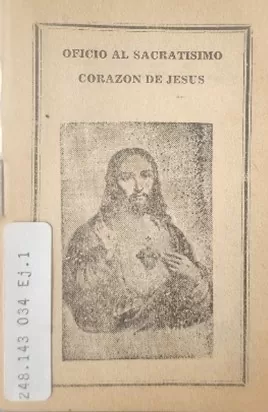 OFICIO AL SACRATISIMO
CORAZON DE JESUS
248.143 034 Ej.1